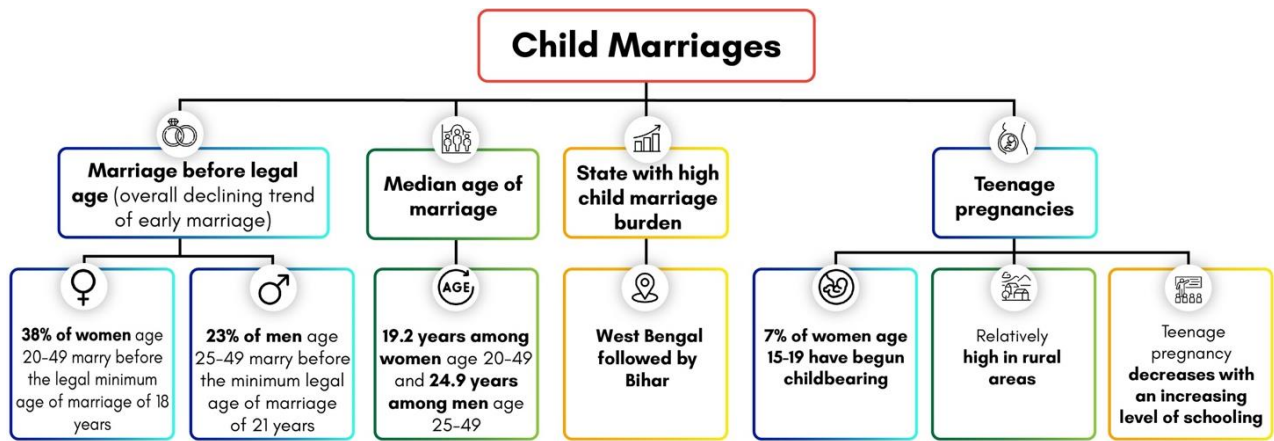 Child Marriages
Marriage before legal
age (overall declining trend
of early marriage)
Median age of
marriage
State with high
child marriage
burden
Teenage
pregnancies
38% of women age
20-49 marry before
the legal minimum
age of marriage of 18
years
23% of men age
25-49 marry before
the minimum legal
age of marriage
of 21 years
AGE
19.2 years among
women age 20-49
and 24.9 years
among men age
25-49
West Bengal
followed by
Bihar
7% of women age
15-19 have begun
childbearing
Relatively
high in rural
areas
Teenage
pregnancy
decreases with
an increasing
level of schooling